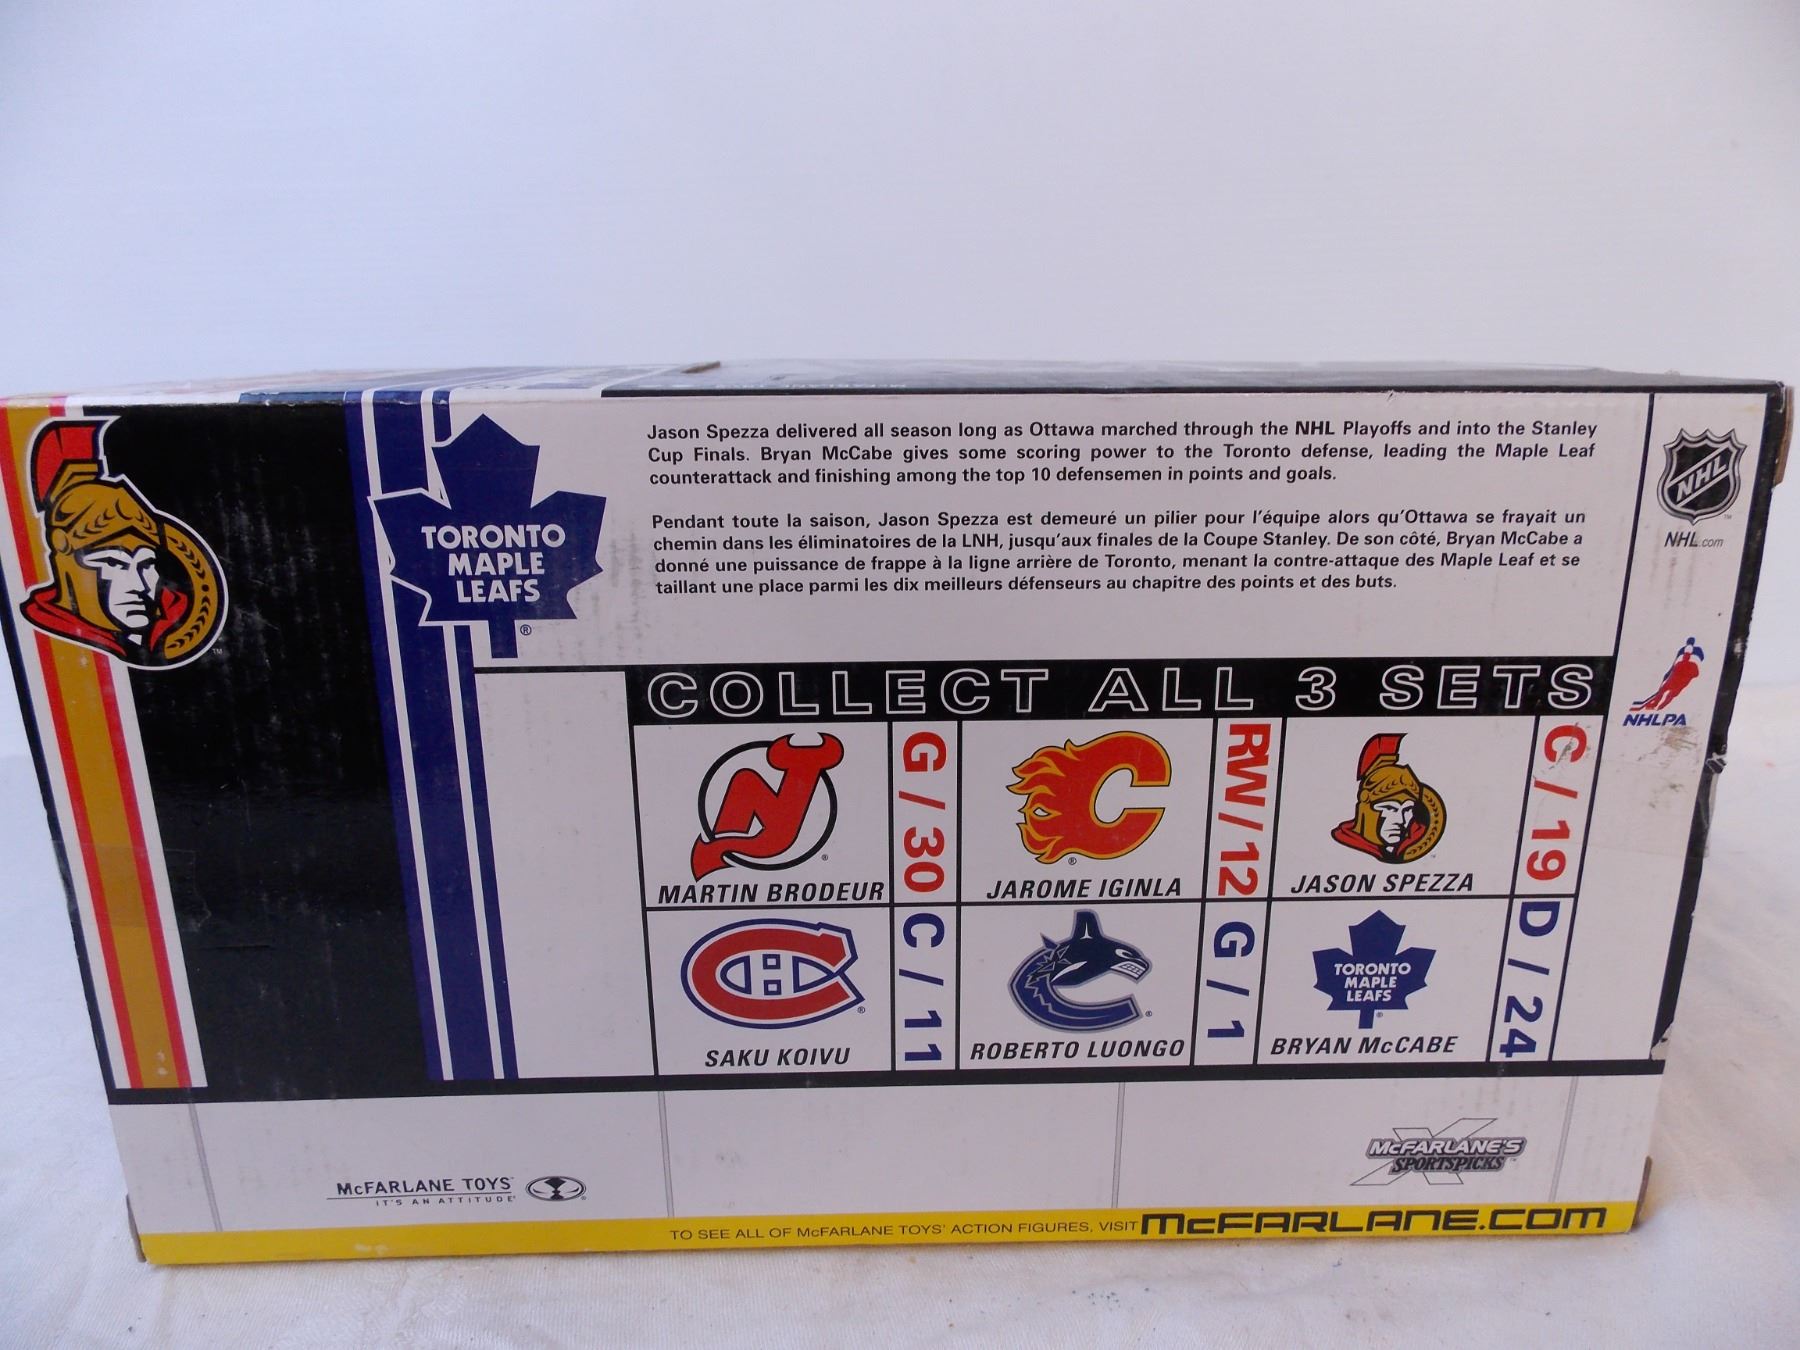 Jason Spezza delivered all season long as Ottawa marched through the NHL Playoffs and into the Stanley
Cup Finals. Bryan McCabe gives some scoring power to the Toronto defense, leading the Maple Leaf
counterattack and finishing among the top 10 defensemen in points and goals.
Pendant toute la saison, Jason Spezza est demeuré un pilier pour l'équipe alors qu'Ottawa se frayait un
chemin dans les éliminatoires de la LNH, jusqu'aux finales de la Coupe Stanley. De son côté, Bryan McCabe a
donné une puissance de frappe à la ligne arrière de Toronto, menant la contre-attaque des Maple Leaf et se
taillant une place parmi les dix meilleurs défenseurs au chapitre des points et des buts.
TORONTO
MAPLE
LEAFS
®
TM
NHL
NHL.com
NHLPA
COLLECT ALL 3 SETS
MARTIN BRODEUR
G / 30
JAROME IGINLA
RW / 12
JASON SPEZZA
C / 19
SAKU KOIVU
C / 11
ROBERTO LUONGO
G / 1
TORONTO
MAPLE
LEAFS
BRYAN McCABE
D / 24
McFARLANE TOYS
IT'S AN ATTITUDE
McFARLANE'S
SPORTSPICKS
TO SEE ALL OF McFARLANE TOYS' ACTION FIGURES, VISIT McFARLANE.COM